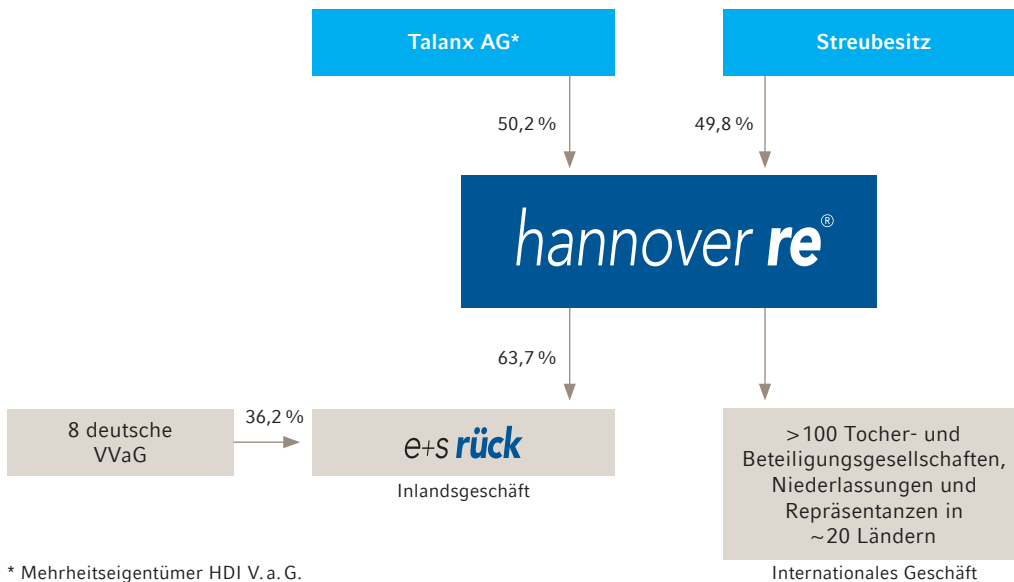 Talanx AG*
Streubesitz
50,2 %
49,8 %
hannover re®
63,7 %
36,2 %
8 deutsche
VVaG
e+s rück
>100 Tocher- und
Beteiligungsgesellschaften,
Niederlassungen und
Repräsentanzen in
~20 Ländern
Inlandsgeschäft
* Mehrheitseigentümer HDI V. a. G.
Internationales Geschäft